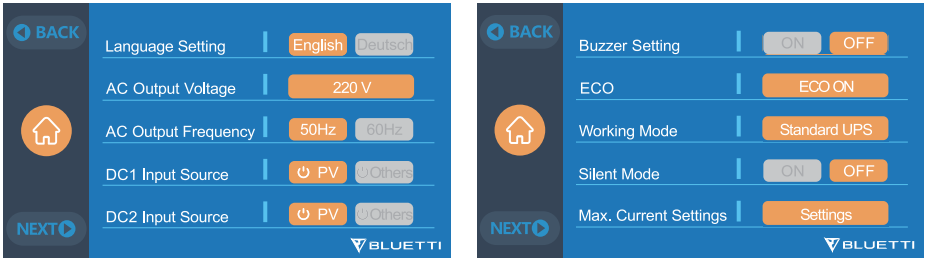 BACK
Language Setting English Deutsch
AC Output Voltage 220 V
AC Output Frequency 50Hz 60Hz
DC1 Input Source PV Others
DC2 Input Source PV Others
NEXT
BLUETTI
BACK
Buzzer Setting ON OFF
ECO ECO ON
Working Mode Standard UPS
Silent Mode ON OFF
Max. Current Settings Settings
NEXT
BLUETTI